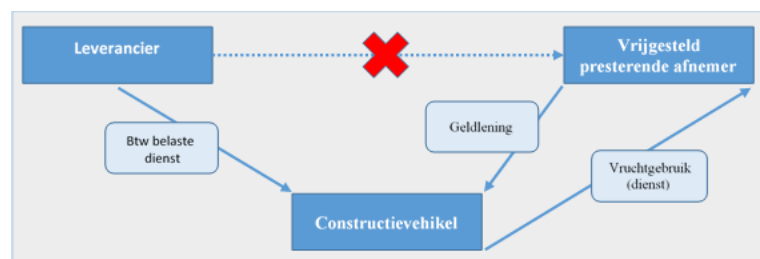 Leverancier
Vrijgesteld
presterende afnemer
Btw belaste
dienst
Geldlening
Vruchtgebruik
(dienst)
Constructievehikel